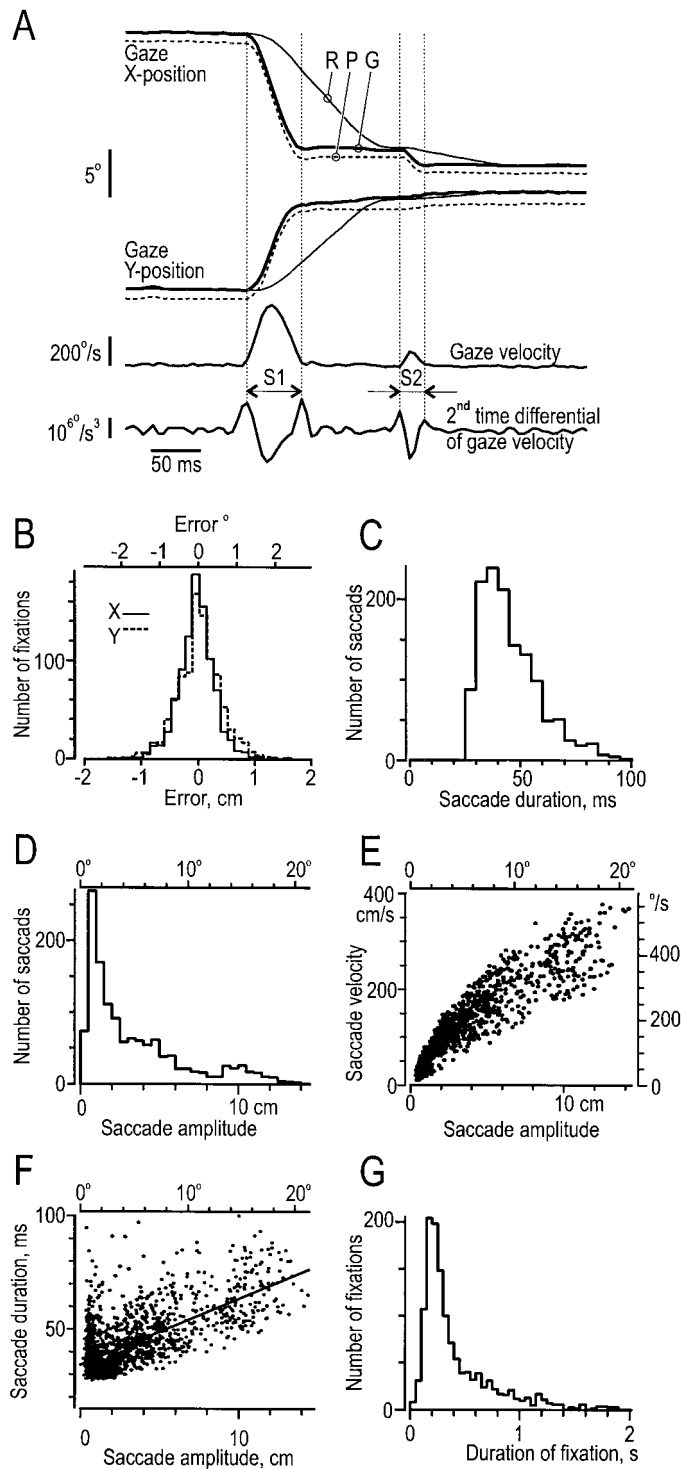 A
Gaze
X-position
R P G
5°
Gaze
Y-position
200°/s
Gaze velocity
S1
S2
10⁶°/s³
2nd time differential
of gaze velocity
50 ms
B
Error °
-2 -1 0 1 2
Number of fixations
X
Y
100
0
-2 -1 0 1 2
Error, cm
C
Number of saccads
200
0
0 50 100
Saccade duration, ms
D
0° 10° 20°
Number of saccads
200
0
0 10 cm
Saccade amplitude
E
0 10° 20°
400
cm/s
°/s
Saccade velocity
200
0
400
200
0
0 10 cm
Saccade amplitude
F
0° 10° 20°
Saccade duration, ms
100
50
0 10
Saccade amplitude, cm
G
Number of fixations
200
0
0 1 2
Duration of fixation, s